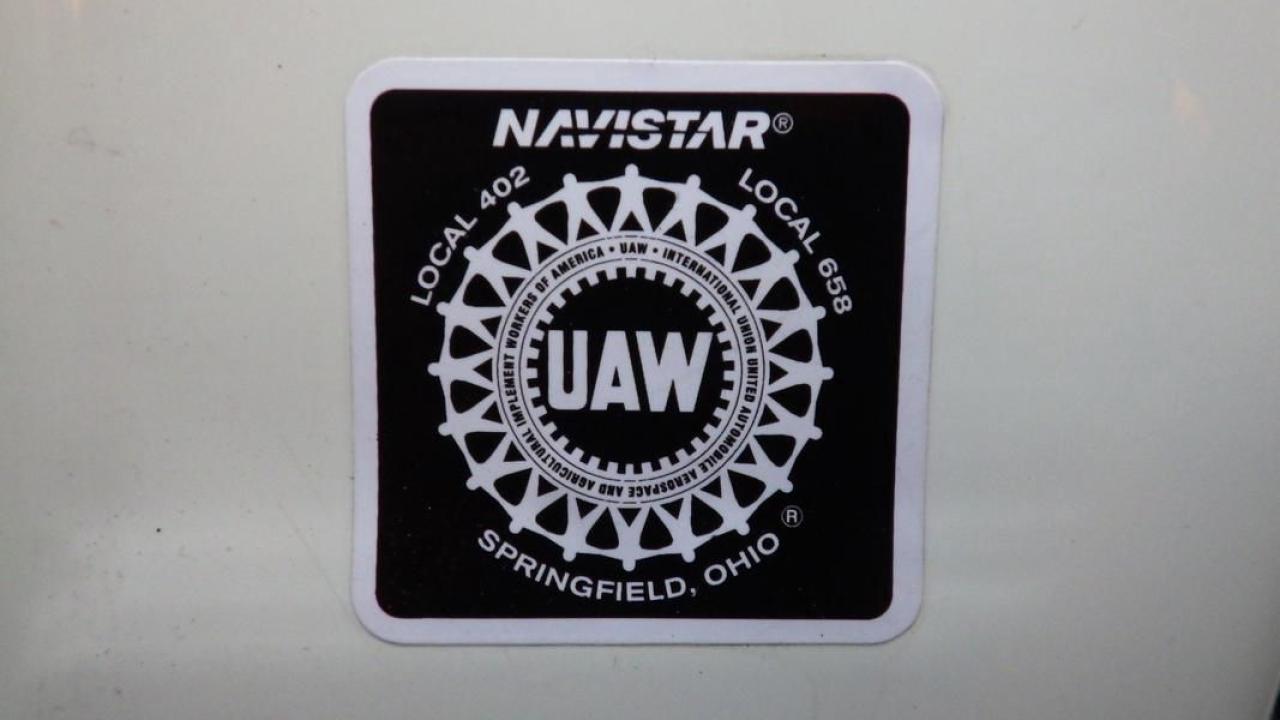 NAVISTAR®
LOCAL 402
LOCAL 658
UAW • INTERNATIONAL UNION UNITED AUTOMOBILE AEROSPACE AND AGRICULTURAL IMPLEMENT WORKERS OF AMERICA •
UAW
SPRINGFIELD, OHIO ®